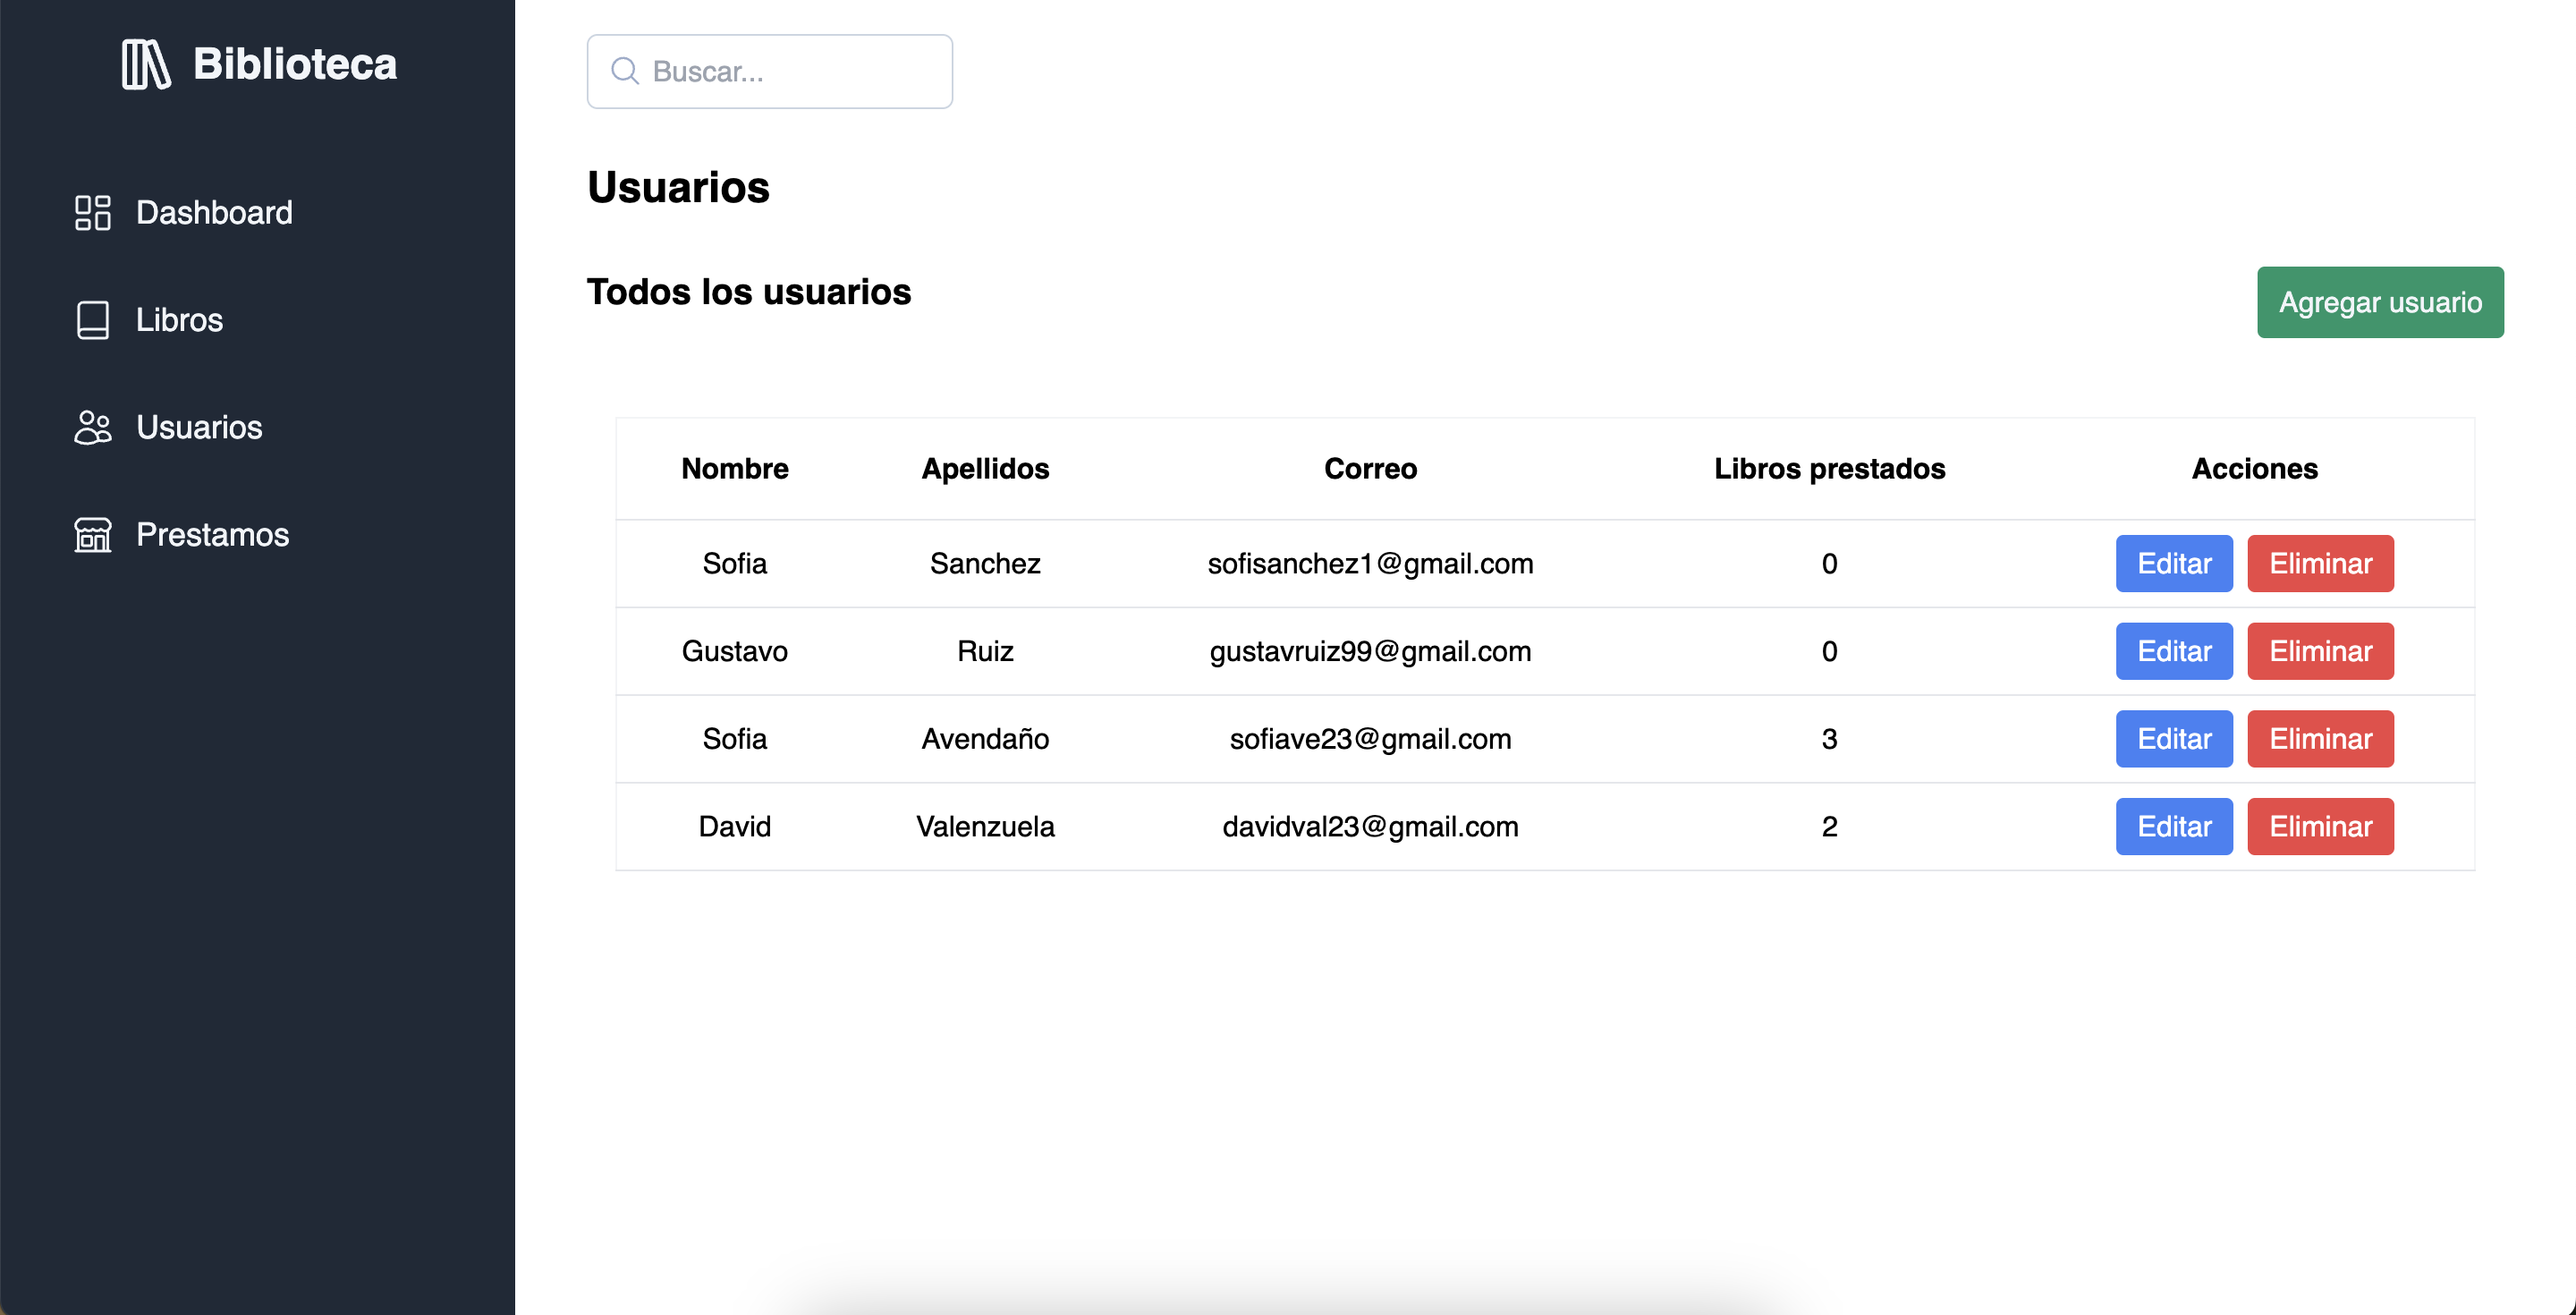 Biblioteca
Dashboard
Libros
Usuarios
Prestamos
Buscar...
Usuarios
Todos los usuarios
Agregar usuario
Nombre Apellidos Correo Libros prestados Acciones
Sofia Sanchez sofisanchez1@gmail.com 0 Editar Eliminar
Gustavo Ruiz gustavruiz99@gmail.com 0 Editar Eliminar
Sofia Avendaño sofiave23@gmail.com 3 Editar Eliminar
David Valenzuela davidval23@gmail.com 2 Editar Eliminar